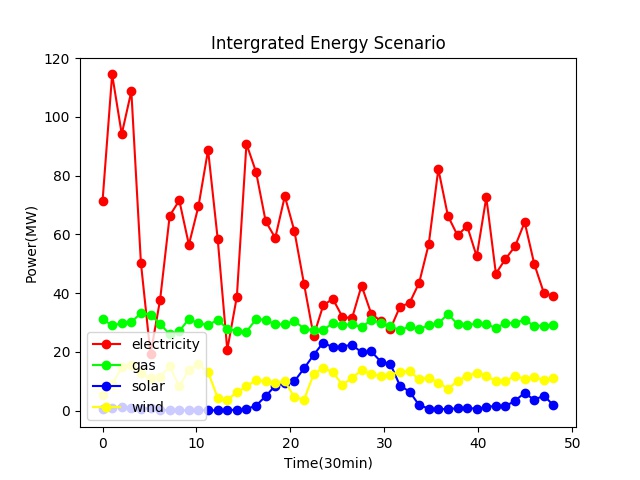 Intergrated Energy Scenario
Power(MW)
120
100
80
60
40
20
0
electricity
gas
solar
wind
0 10 20 30 40 50
Time(30min)